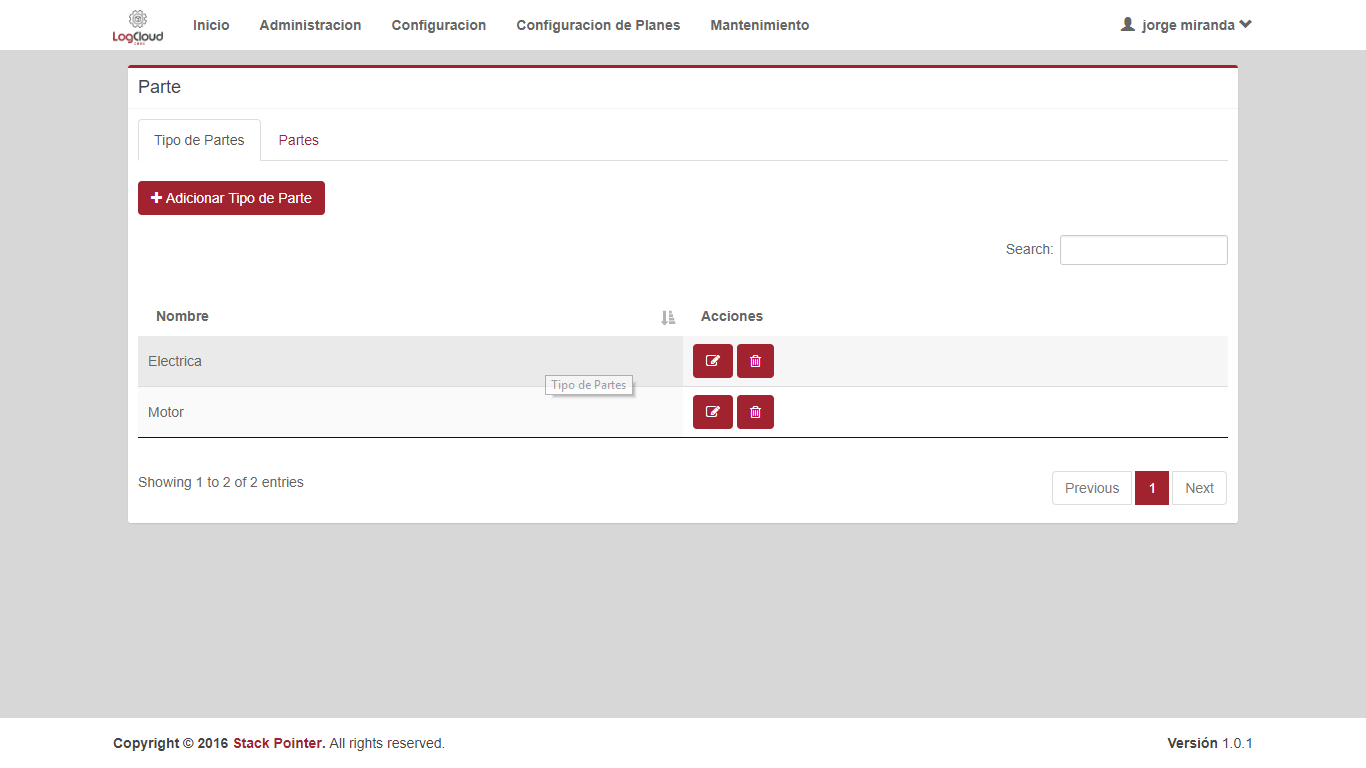 LogCloud
Inicio Administracion Configuracion Configuracion de Planes Mantenimiento jorge miranda
Parte
Tipo de Partes Partes
Adicionar Tipo de Parte
Search:
Nombre Acciones
Electrica
Tipo de Partes
Motor
Showing 1 to 2 of 2 entries
Previous 1 Next
Copyright © 2016 Stack Pointer. All rights reserved. Versión 1.0.1